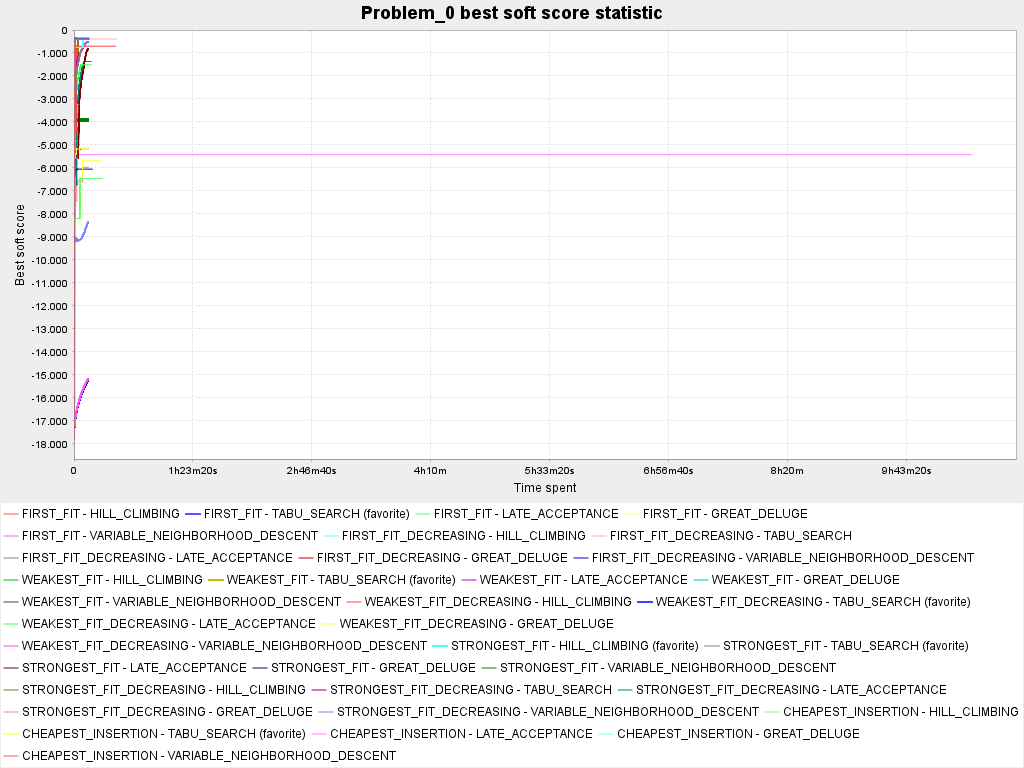 Problem_0 best soft score statistic
0
-1.000
-2.000
-3.000
-4.000
-5.000
-6.000
-7.000
-8.000
-9.000
-10.000
-11.000
-12.000
-13.000
-14.000
-15.000
-16.000
-17.000
-18.000
Best soft score
0 1h23m20s 2h46m40s 4h10m 5h33m20s 6h56m40s 8h20m 9h43m20s
Time spent
FIRST_FIT - HILL_CLIMBING FIRST_FIT - TABU_SEARCH (favorite) FIRST_FIT - LATE_ACCEPTANCE FIRST_FIT - GREAT_DELUGE
FIRST_FIT - VARIABLE_NEIGHBORHOOD_DESCENT FIRST_FIT_DECREASING - HILL_CLIMBING FIRST_FIT_DECREASING - TABU_SEARCH
FIRST_FIT_DECREASING - LATE_ACCEPTANCE FIRST_FIT_DECREASING - GREAT_DELUGE FIRST_FIT_DECREASING - VARIABLE_NEIGHBORHOOD_DESCENT
WEAKEST_FIT - HILL_CLIMBING WEAKEST_FIT - TABU_SEARCH (favorite) WEAKEST_FIT - LATE_ACCEPTANCE WEAKEST_FIT - GREAT_DELUGE
WEAKEST_FIT - VARIABLE_NEIGHBORHOOD_DESCENT WEAKEST_FIT_DECREASING - HILL_CLIMBING WEAKEST_FIT_DECREASING - TABU_SEARCH (favorite)
WEAKEST_FIT_DECREASING - LATE_ACCEPTANCE WEAKEST_FIT_DECREASING - GREAT_DELUGE
WEAKEST_FIT_DECREASING - VARIABLE_NEIGHBORHOOD_DESCENT STRONGEST_FIT - HILL_CLIMBING (favorite) STRONGEST_FIT - TABU_SEARCH (favorite)
STRONGEST_FIT - LATE_ACCEPTANCE STRONGEST_FIT - GREAT_DELUGE STRONGEST_FIT - VARIABLE_NEIGHBORHOOD_DESCENT
STRONGEST_FIT_DECREASING - HILL_CLIMBING STRONGEST_FIT_DECREASING - TABU_SEARCH STRONGEST_FIT_DECREASING - LATE_ACCEPTANCE
STRONGEST_FIT_DECREASING - GREAT_DELUGE STRONGEST_FIT_DECREASING - VARIABLE_NEIGHBORHOOD_DESCENT CHEAPEST_INSERTION - HILL_CLIMBING
CHEAPEST_INSERTION - TABU_SEARCH (favorite) CHEAPEST_INSERTION - LATE_ACCEPTANCE CHEAPEST_INSERTION - GREAT_DELUGE
CHEAPEST_INSERTION - VARIABLE_NEIGHBORHOOD_DESCENT